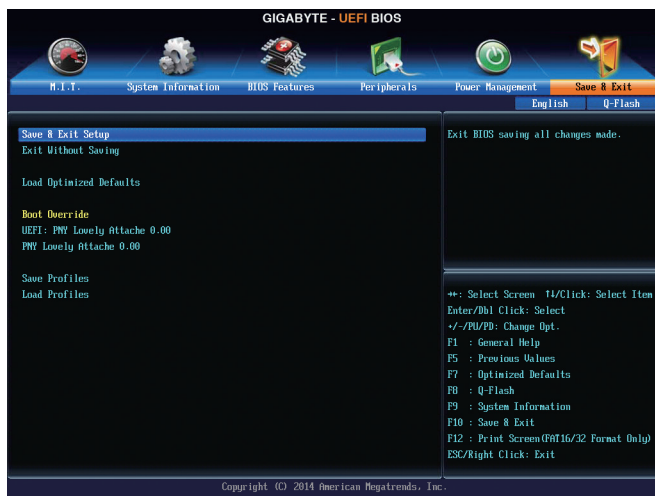 GIGABYTE - UEFI BIOS
M.I.T. System Information BIOS Features Peripherals Power Management Save & Exit
English Q-Flash
Save & Exit Setup
Exit Without Saving
Load Optimized Defaults
Boot Override
UEFI: PNY Lovely Attache 0.00
PNY Lovely Attache 0.00
Save Profiles
Load Profiles
Exit BIOS saving all changes made.
→←: Select Screen ↑↓/Click: Select Item
Enter/Dbl Click: Select
+/-/PU/PD: Change Opt.
F1 : General Help
F5 : Previous Values
F7 : Optimized Defaults
F8 : Q-Flash
F9 : System Information
F10 : Save & Exit
F12 : Print Screen(FAT16/32 Format Only)
ESC/Right Click: Exit
Copyright (C) 2014 American Megatrends, Inc.